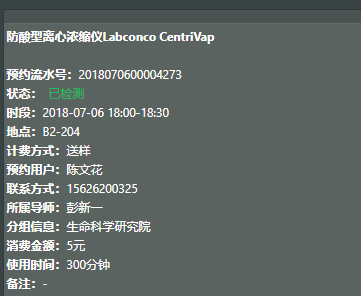 防酸型离心浓缩仪Labconco CentriVap
预约流水号：2018070600004273
状态： 已检测
时段：2018-07-06 18:00-18:30
地点：B2-204
计费方式：送样
预约用户：陈文花
联系方式：15626200325
所属导师：彭新一
分组信息：生命科学研究院
消费金额：5元
使用时间：300分钟
备注：-